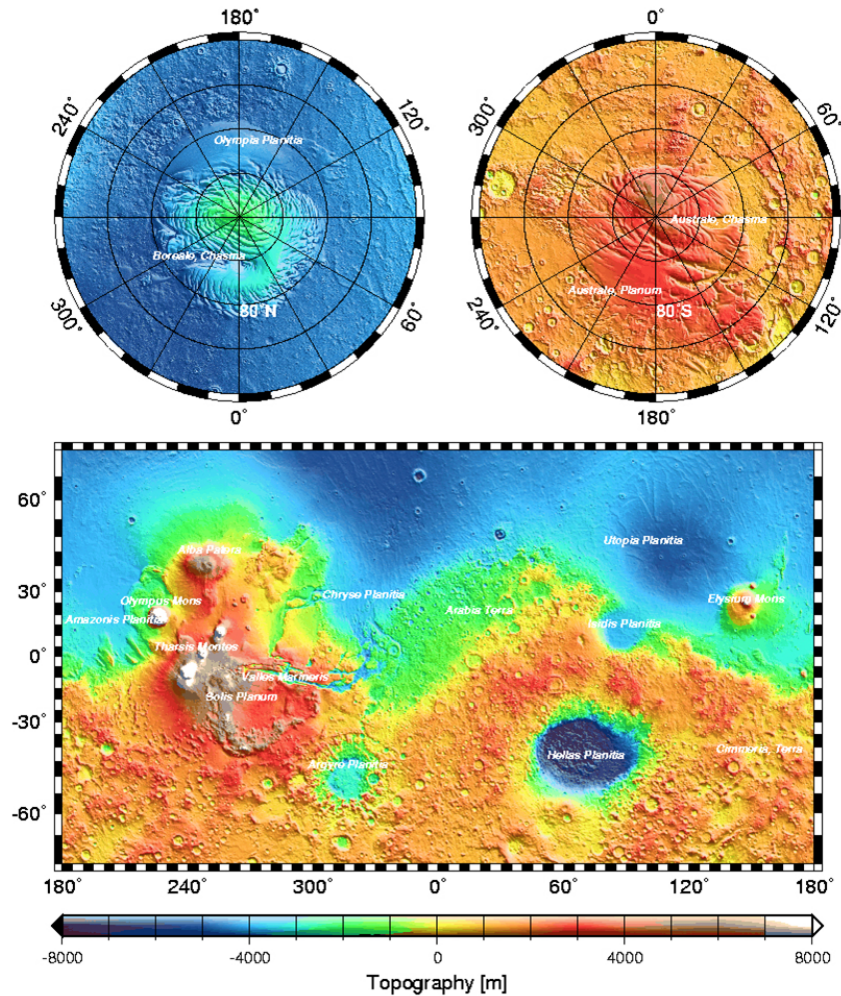 180°
0°
240°
120°
300°
60°
Olympia Planitia
Boreale, Chasma
Australe, Chasma
Australe, Planum
80°N
80°S
300°
60°
240°
120°
0°
180°
60°
Utopia Planitia
Alba Patera
30°
Olympus Mons
Chryse Planitia
Elysium Mons
Amazonis Planitia
Arabia Terra
Isidis Planitia
0°
Tharsis Montes
Valles Marineris
Solis Planum
-30°
Argyre Planitia
Hellas Planitia
Cimmeria, Terra
-60°
180°
240°
300°
0°
60°
120°
180°
-8000
-4000
0
4000
8000
Topography [m]